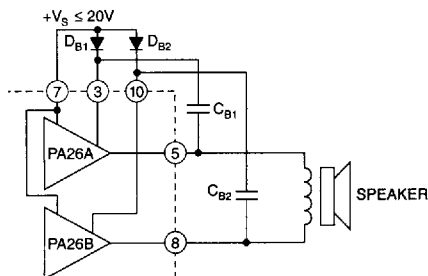 +VS ≤ 20V
DB1
DB2
7
3
10
CB1
PA26A
5
CB2
SPEAKER
PA26B
8